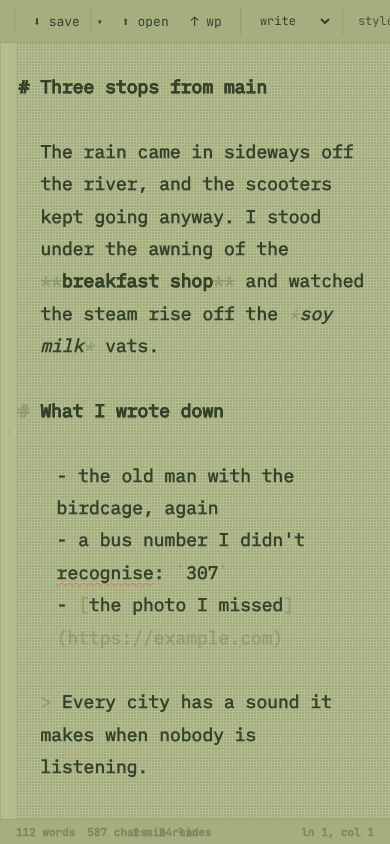 ⬇ save ▾ ⬆ open ↑ wp write style
# Three stops from main
The rain came in sideways off
the river, and the scooters
kept going anyway. I stood
under the awning of the
**breakfast shop** and watched
the steam rise off the *soy
milk* vats.
# What I wrote down
- the old man with the
birdcage, again
- a bus number I didn't
recognise: `307`
- [the photo I missed]
(https://example.com)
> Every city has a sound it
makes when nobody is
listening.
112 words 587 chars ln 1, col 1